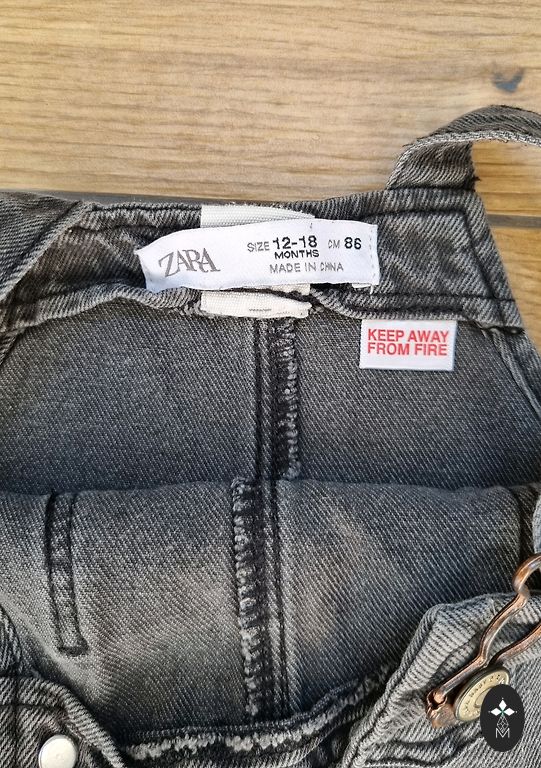 ZARA
SIZE 12-18 CM 86
MONTHS
MADE IN CHINA
KEEP AWAY
FROM FIRE
M